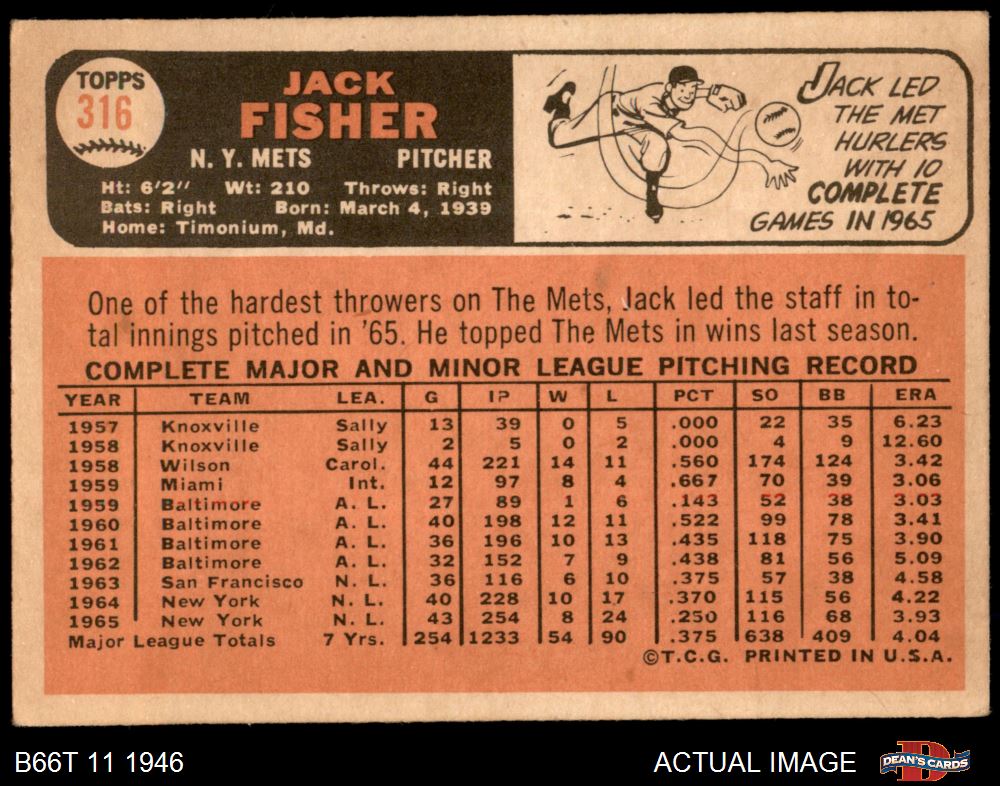 TOPPS
316
JACK
FISHER
N. Y. METS PITCHER
Ht: 6'2" Wt: 210 Throws: Right
Bats: Right Born: March 4, 1939
Home: Timonium, Md.
JACK LED
THE MET
HURLERS
WITH 10
COMPLETE
GAMES IN 1965
One of the hardest throwers on The Mets, Jack led the staff in to-
tal innings pitched in '65. He topped The Mets in wins last season.
COMPLETE MAJOR AND MINOR LEAGUE PITCHING RECORD
YEAR TEAM LEA. G IP W L PCT SO BB ERA
1957 Knoxville Sally 13 39 0 5 .000 22 35 6.23
1958 Knoxville Sally 2 5 0 2 .000 4 9 12.60
1958 Wilson Carol. 44 221 14 11 .560 174 124 3.42
1959 Miami Int. 12 97 8 4 .667 70 39 3.06
1959 Baltimore A. L. 27 89 1 6 .143 52 38 3.03
1960 Baltimore A. L. 40 198 12 11 .522 99 78 3.41
1961 Baltimore A. L. 36 196 10 13 .435 118 75 3.90
1962 Baltimore A. L. 32 152 7 9 .438 81 56 5.09
1963 San Francisco N. L. 36 116 6 10 .375 57 38 4.58
1964 New York N. L. 40 228 10 17 .370 115 56 4.22
1965 New York N. L. 43 254 8 24 .250 116 68 3.93
Major League Totals 7 Yrs. 254 1233 54 90 .375 638 409 4.04
©T.C.G. PRINTED IN U.S.A.
B66T 11 1946 ACTUAL IMAGE DEAN'S CARDS